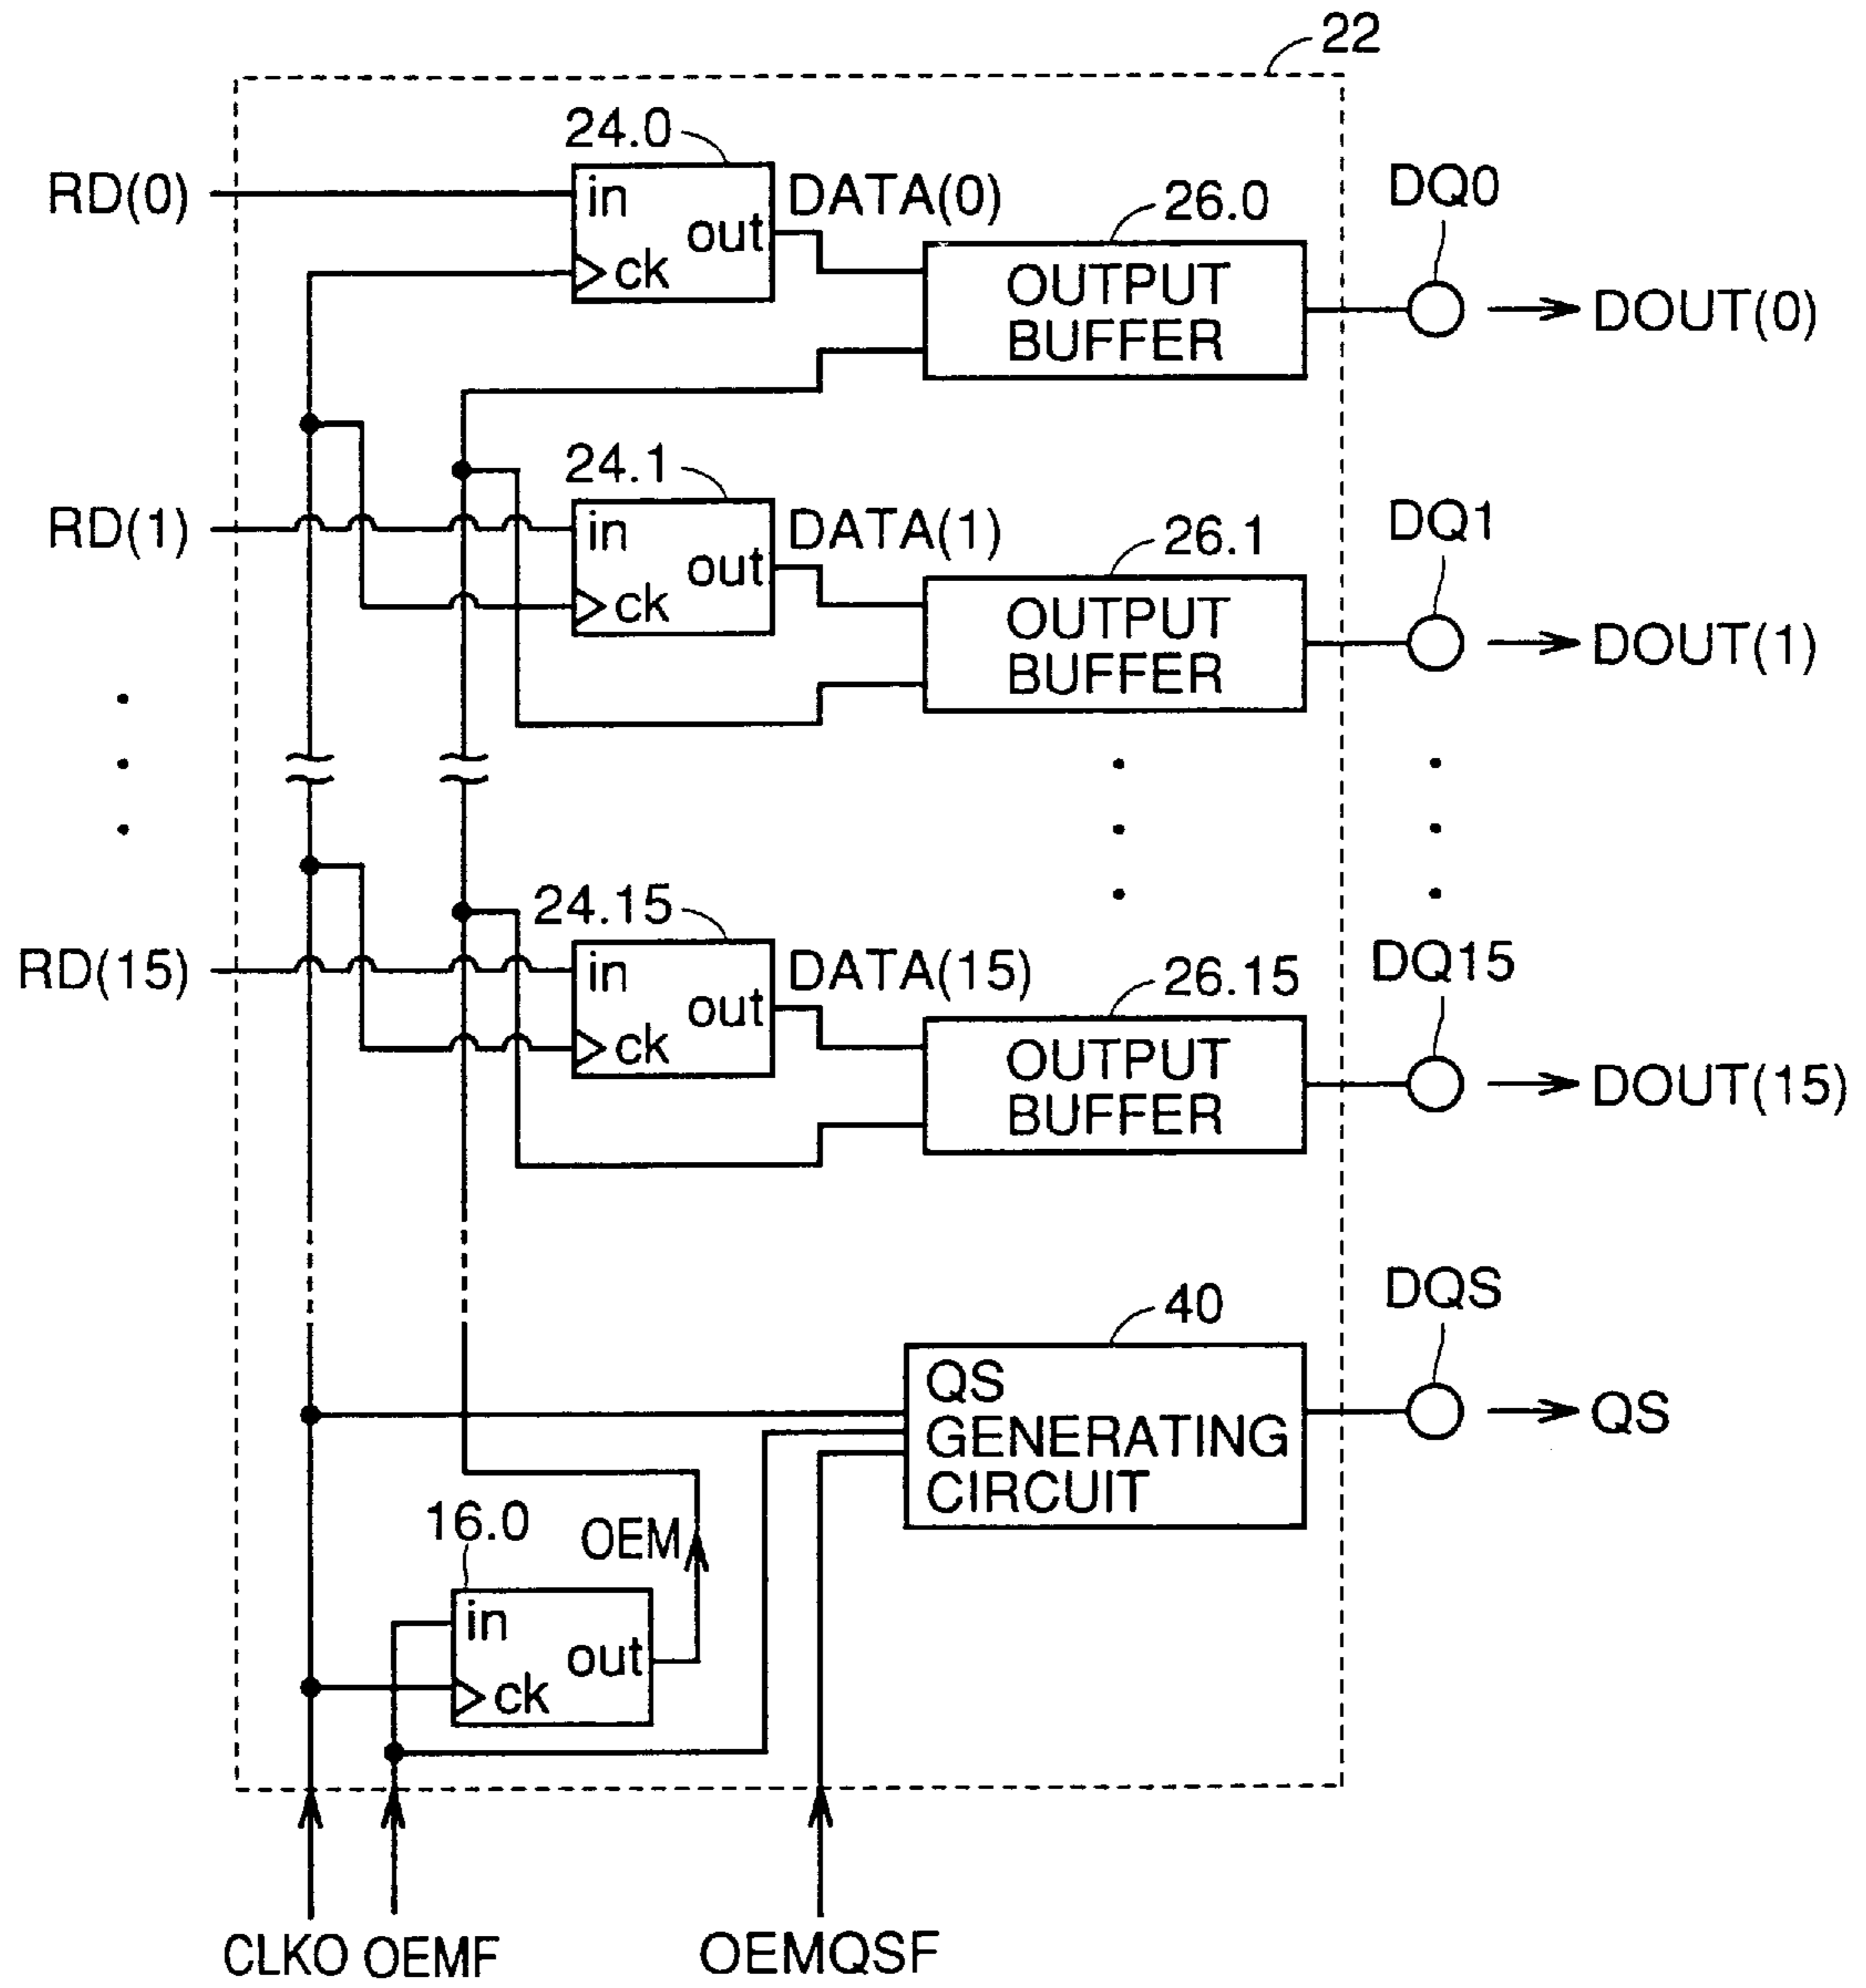 22
24.0
RD(0)
in
out
ck
DATA(0)
26.0
OUTPUT
BUFFER
DQ0
DOUT(0)
24.1
RD(1)
in
out
ck
DATA(1)
26.1
OUTPUT
BUFFER
DQ1
DOUT(1)
24.15
RD(15)
in
out
ck
DATA(15)
26.15
OUTPUT
BUFFER
DQ15
DOUT(15)
40
QS
GENERATING
CIRCUIT
DQS
QS
16.0
OEM
in
out
ck
CLKO
OEMF
OEMQSF